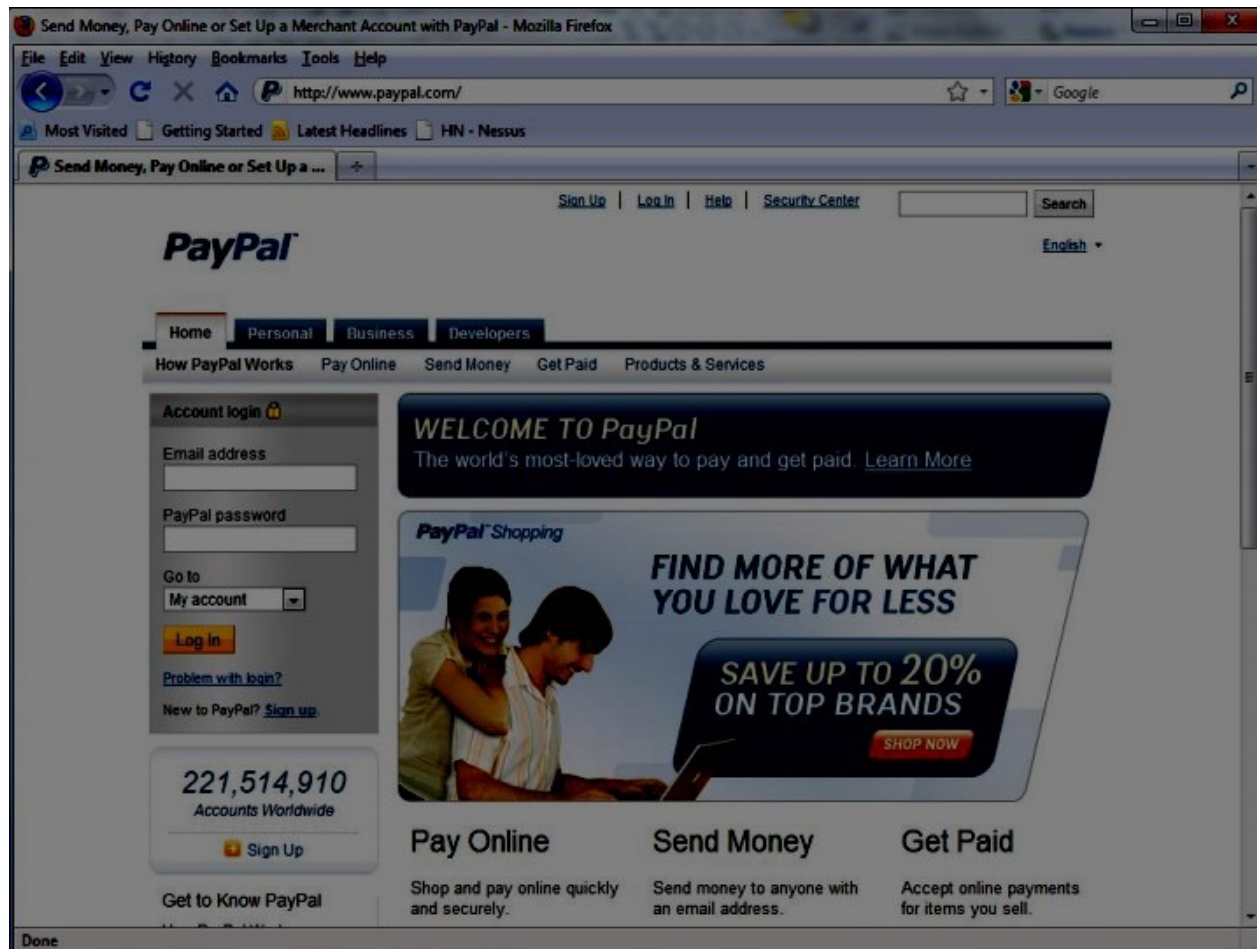 Send Money, Pay Online or Set Up a Merchant Account with PayPal - Mozilla Firefox
File Edit View History Bookmarks Tools Help
http://www.paypal.com/
Google
Most Visited Getting Started Latest Headlines HN - Nessus
Send Money, Pay Online or Set Up a ...
Sign Up | Log In | Help | Security Center
Search
PayPal™
English
Home Personal Business Developers
How PayPal Works Pay Online Send Money Get Paid Products & Services
Account login
Email address
PayPal password
Go to
My account
Log In
Problem with login?
New to PayPal? Sign up.
WELCOME TO PayPal
The world's most-loved way to pay and get paid. Learn More
PayPal™ Shopping
FIND MORE OF WHAT
YOU LOVE FOR LESS
SAVE UP TO 20%
ON TOP BRANDS
SHOP NOW
221,514,910
Accounts Worldwide
Sign Up
Get to Know PayPal
Pay Online
Shop and pay online quickly
and securely.
Send Money
Send money to anyone with
an email address.
Get Paid
Accept online payments
for items you sell.
Done